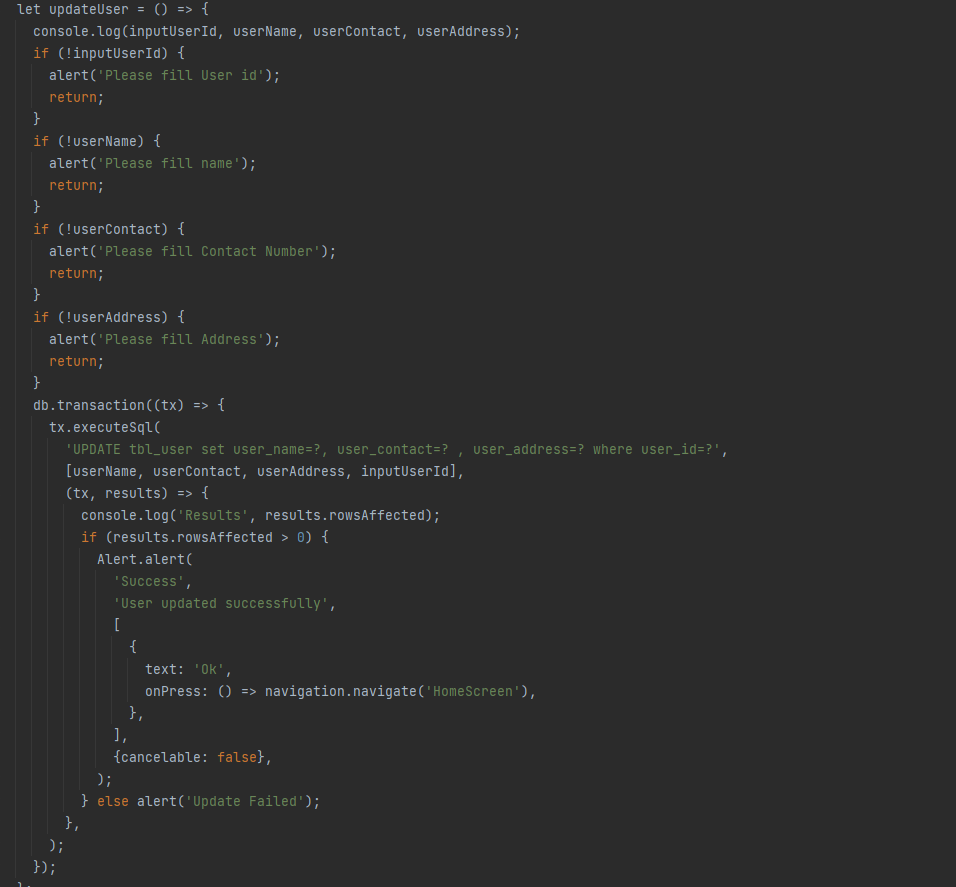 let updateUser = () => {
  console.log(inputUserId, userName, userContact, userAddress);
  if (!inputUserId) {
    alert('Please fill User id');
    return;
  }
  if (!userName) {
    alert('Please fill name');
    return;
  }
  if (!userContact) {
    alert('Please fill Contact Number');
    return;
  }
  if (!userAddress) {
    alert('Please fill Address');
    return;
  }
  db.transaction((tx) => {
    tx.executeSql(
      'UPDATE tbl_user set user_name=?, user_contact=? , user_address=? where user_id=?',
      [userName, userContact, userAddress, inputUserId],
      (tx, results) => {
        console.log('Results', results.rowsAffected);
        if (results.rowsAffected > 0) {
          Alert.alert(
            'Success',
            'User updated successfully',
            [
              {
                text: 'Ok',
                onPress: () => navigation.navigate('HomeScreen'),
              },
            ],
            {cancelable: false},
          );
        } else alert('Update Failed');
      },
    );
  });
};